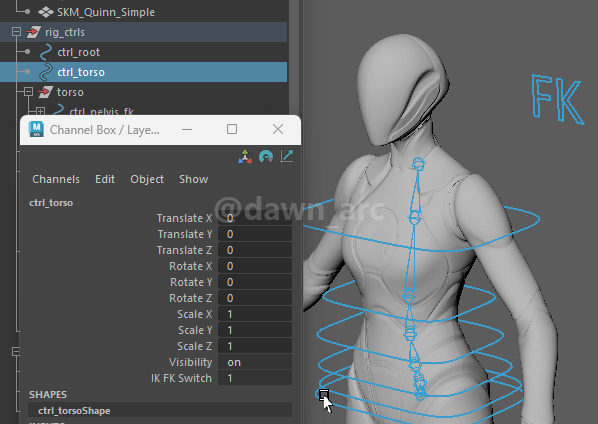 SKM_Quinn_Simple
rig_ctrls
ctrl_root
ctrl_torso
torso
ctrl_pelvis_fk
FK
M
Channel Box / Laye...
Channels Edit Object Show
ctrl_torso
@dawn_arc
Translate X 0
Translate Y 0
Translate Z 0
Rotate X 0
Rotate Y 0
Rotate Z 0
Scale X 1
Scale Y 1
Scale Z 1
Visibility on
IK FK Switch 1
SHAPES
ctrl_torsoShape